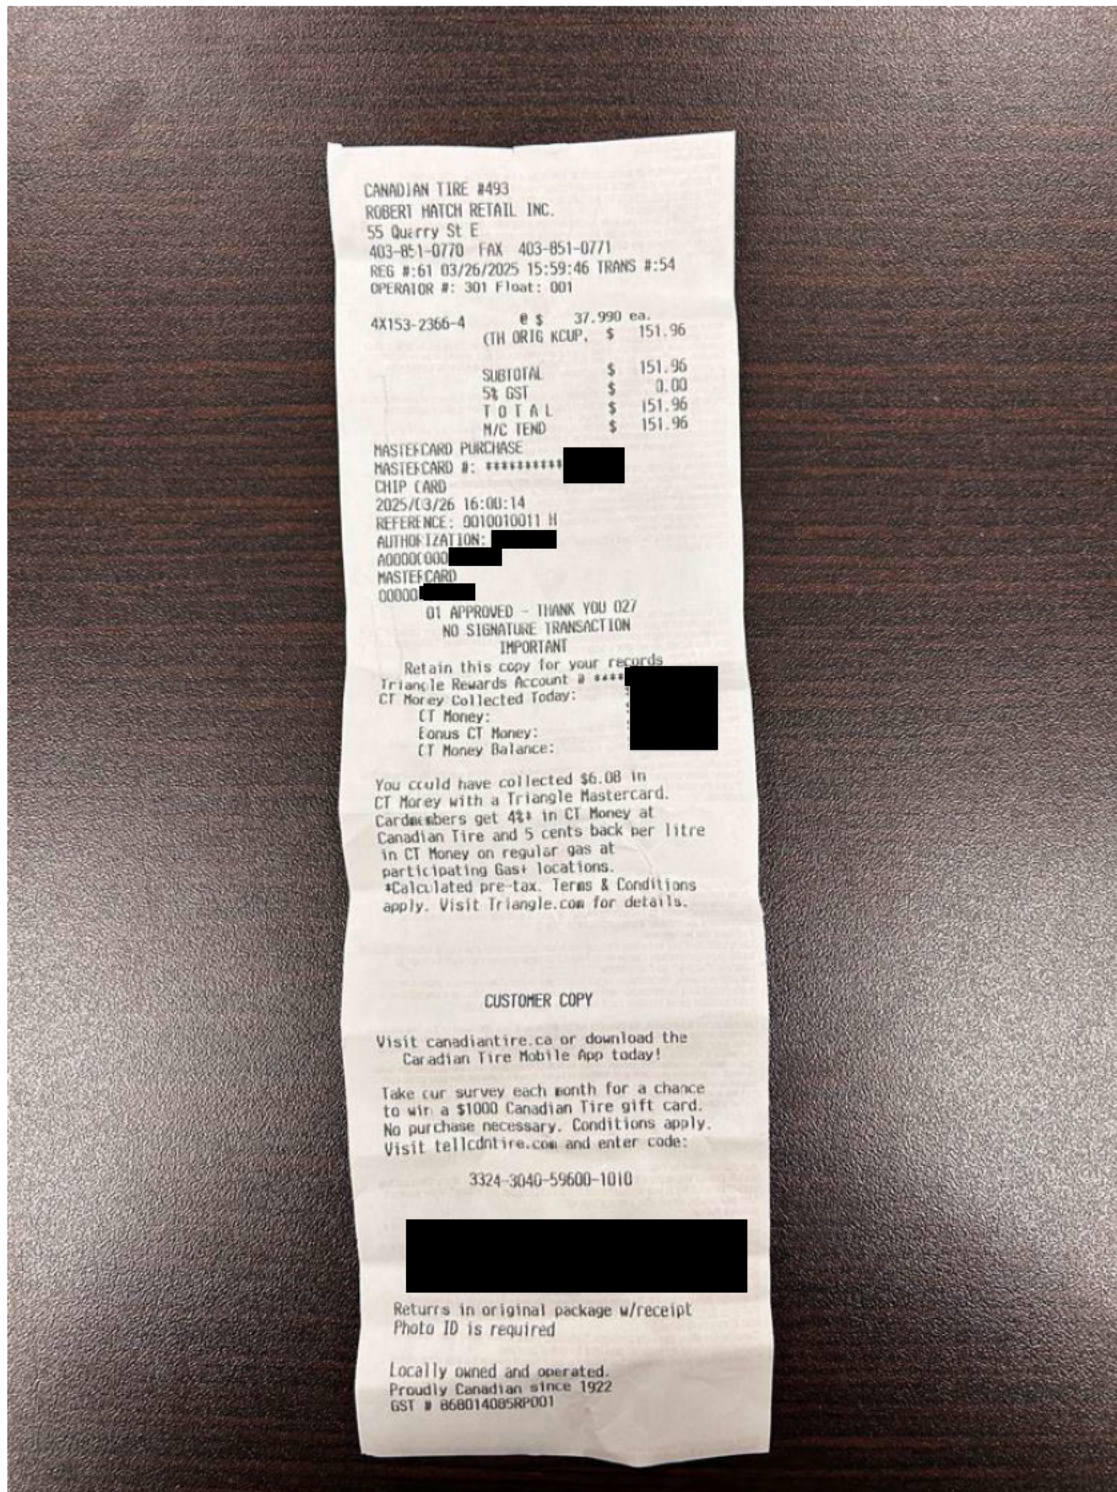 CANADIAN TIRE #493
ROBERT HATCH RETAIL INC.
55 Quarry St E
403-851-0770 FAX 403-851-0771
REG #:61 03/26/2025 15:59:46 TRANS #:54
OPERATOR #: 301 Float: 001
4X153-2366-4 @ $ 37.990 ea.
(TH ORIG KCUP, $ 151.96
SUBTOTAL $ 151.96
5% GST $ 0.00
T O T A L $ 151.96
M/C TEND $ 151.96
MASTERCARD PURCHASE
MASTERCARD #: **********
CHIP CARD
2025/03/26 16:00:14
REFERENCE: 0010010011 H
AUTHORIZATION:
A00000000
MASTERCARD
00000
01 APPROVED - THANK YOU 027
NO SIGNATURE TRANSACTION
IMPORTANT
Retain this copy for your records
Triangle Rewards Account # ****
CT Money Collected Today:
CT Money:
Bonus CT Money:
CT Money Balance:
You could have collected $6.08 in
CT Money with a Triangle Mastercard.
Cardmembers get 4%* in CT Money at
Canadian Tire and 5 cents back per litre
in CT Money on regular gas at
participating Gas+ locations.
*Calculated pre-tax. Terms & Conditions
apply. Visit Triangle.com for details.
CUSTOMER COPY
Visit canadiantire.ca or download the
Canadian Tire Mobile App today!
Take our survey each month for a chance
to win a $1000 Canadian Tire gift card.
No purchase necessary. Conditions apply.
Visit tellcdntire.com and enter code:
3324-3040-59600-1010
Returns in original package w/receipt
Photo ID is required
Locally owned and operated.
Proudly Canadian since 1922
GST # 868014085RP001